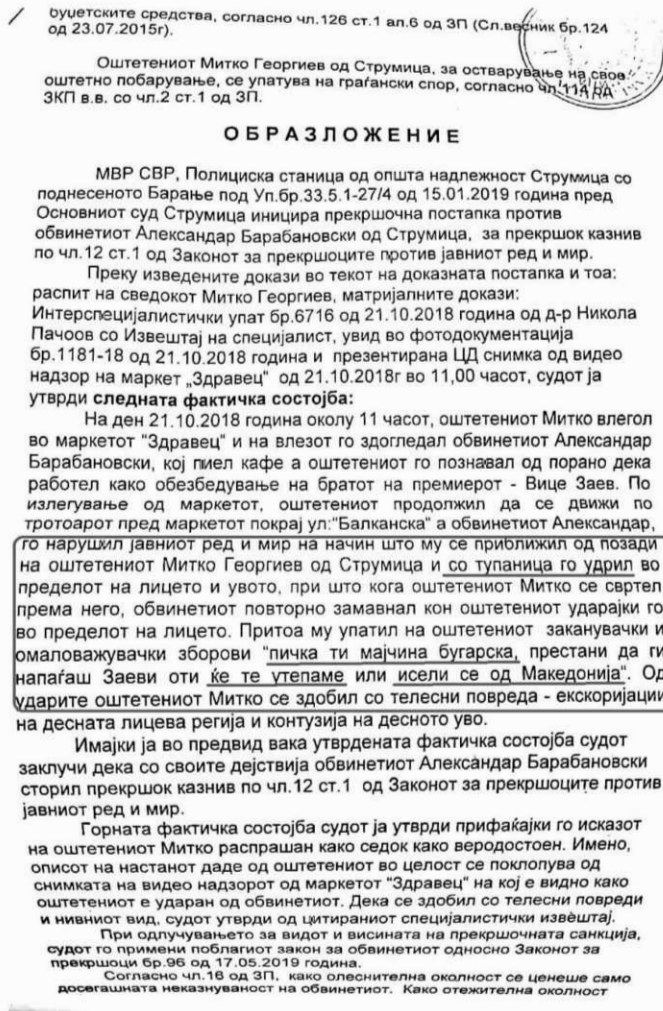 буџетските средства, согласно чл.126 ст.1 ал.6 од ЗП (Сл.весник бр.124
од 23.07.2015г).
Оштетениот Митко Георгиев од Струмица, за остварување на свое
оштетно побарување, се упатува на граѓански спор, согласно чл.114 од
ЗКП в.в. со чл.2 ст.1 од ЗП.
ОБРАЗЛОЖЕНИЕ
МВР СВР, Полициска станица од општа надлежност Струмица со
поднесеното Барање под Уп.бр.33.5.1-27/4 од 15.01.2019 година пред
Основниот суд Струмица иницира прекршочна постапка против
обвинетиот Александар Барабановски од Струмица, за прекршок казнив
по чл.12 ст.1 од Законот за прекршоците против јавниот ред и мир.
Преку изведените докази во текот на доказната постапка и тоа:
распит на сведокот Митко Георгиев, матријалните докази:
Интерспецијалистички упат бр.6716 од 21.10.2018 година од д-р Никола
Пачоов со Извештај на специјалист, увид во фотодокументација
бр.1181-18 од 21.10.2018 година и презентирана ЦД снимка од видео
надзор на маркет „Здравец" од 21.10.2018г во 11,00 часот, судот ја
утврди следната фактичка состојба:
На ден 21.10.2018 година околу 11 часот, оштетениот Митко влегол
во маркетот "Здравец" и на влезот го здогледал обвинетиот Александар
Барабановски, кој пиел кафе а оштетениот го познавал од порано дека
работел како обезбедување на братот на премиерот - Вице Заев. По
излегување од маркетот, оштетениот продолжил да се движи по
тротоарот пред маркетот покрај ул:"Балканска" а обвинетиот Александар,
го нарушил јавниот ред и мир на начин што му се приближил од позади
на оштетениот Митко Георгиев од Струмица и со тупаница го удрил во
пределот на лицето и увото, при што кога оштетениот Митко се свртел
према него, обвинетиот повторно замавнал кон оштетениот ударајки го
во пределот на лицето. Притоа му упатил на оштетениот заканувачки и
омаловажувачки зборови "пичка ти мајчина бугарска, престани да ги
напаѓаш Заеви оти ќе те утепаме или исели се од Македонија". Од
ударите оштетениот Митко се здобил со телесни повреда - екскоријации
на десната лицева регија и контузија на десното уво.
Имајки ја во предвид вака утврдената фактичка состојба судот
заклучи дека со своите дејствија обвинетиот Александар Барабановски
сторил прекршок казнив по чл.12 ст.1 од Законот за прекршоците против
јавниот ред и мир.
Горната фактичка состојба судот ја утврди прифаќајки го исказот
на оштетениот Митко распрашан како седок како веродостоен. Имено,
описот на настанот даде од оштетениот во целост се поклопува од
снимката на видео надзорот од маркетот "Здравец" на кој е видно како
оштетениот е ударан од обвинетиот. Дека се здобил со телесни повреди
и нивниот вид, судот утврди од цитираниот специјалистички извештај.
При одлучувањето за видот и висината на прекршочната санкција,
судот го примени поблагиот закон за обвинетиот односно Законот за
прекршоци бр.96 од 17.05.2019 година.
Согласно чл.16 од ЗП, како олеснителна околност се ценеше само
досегашната неказнуваност на обвинетиот. Како отежителна околност